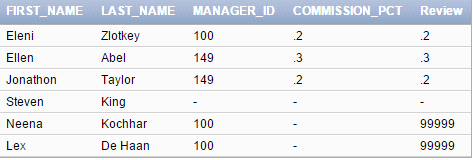 FIRST_NAME LAST_NAME MANAGER_ID COMMISSION_PCT Review
Eleni Zlotkey 100 .2 .2
Ellen Abel 149 .3 .3
Jonathon Taylor 149 .2 .2
Steven King - - -
Neena Kochhar 100 - 99999
Lex De Haan 100 - 99999